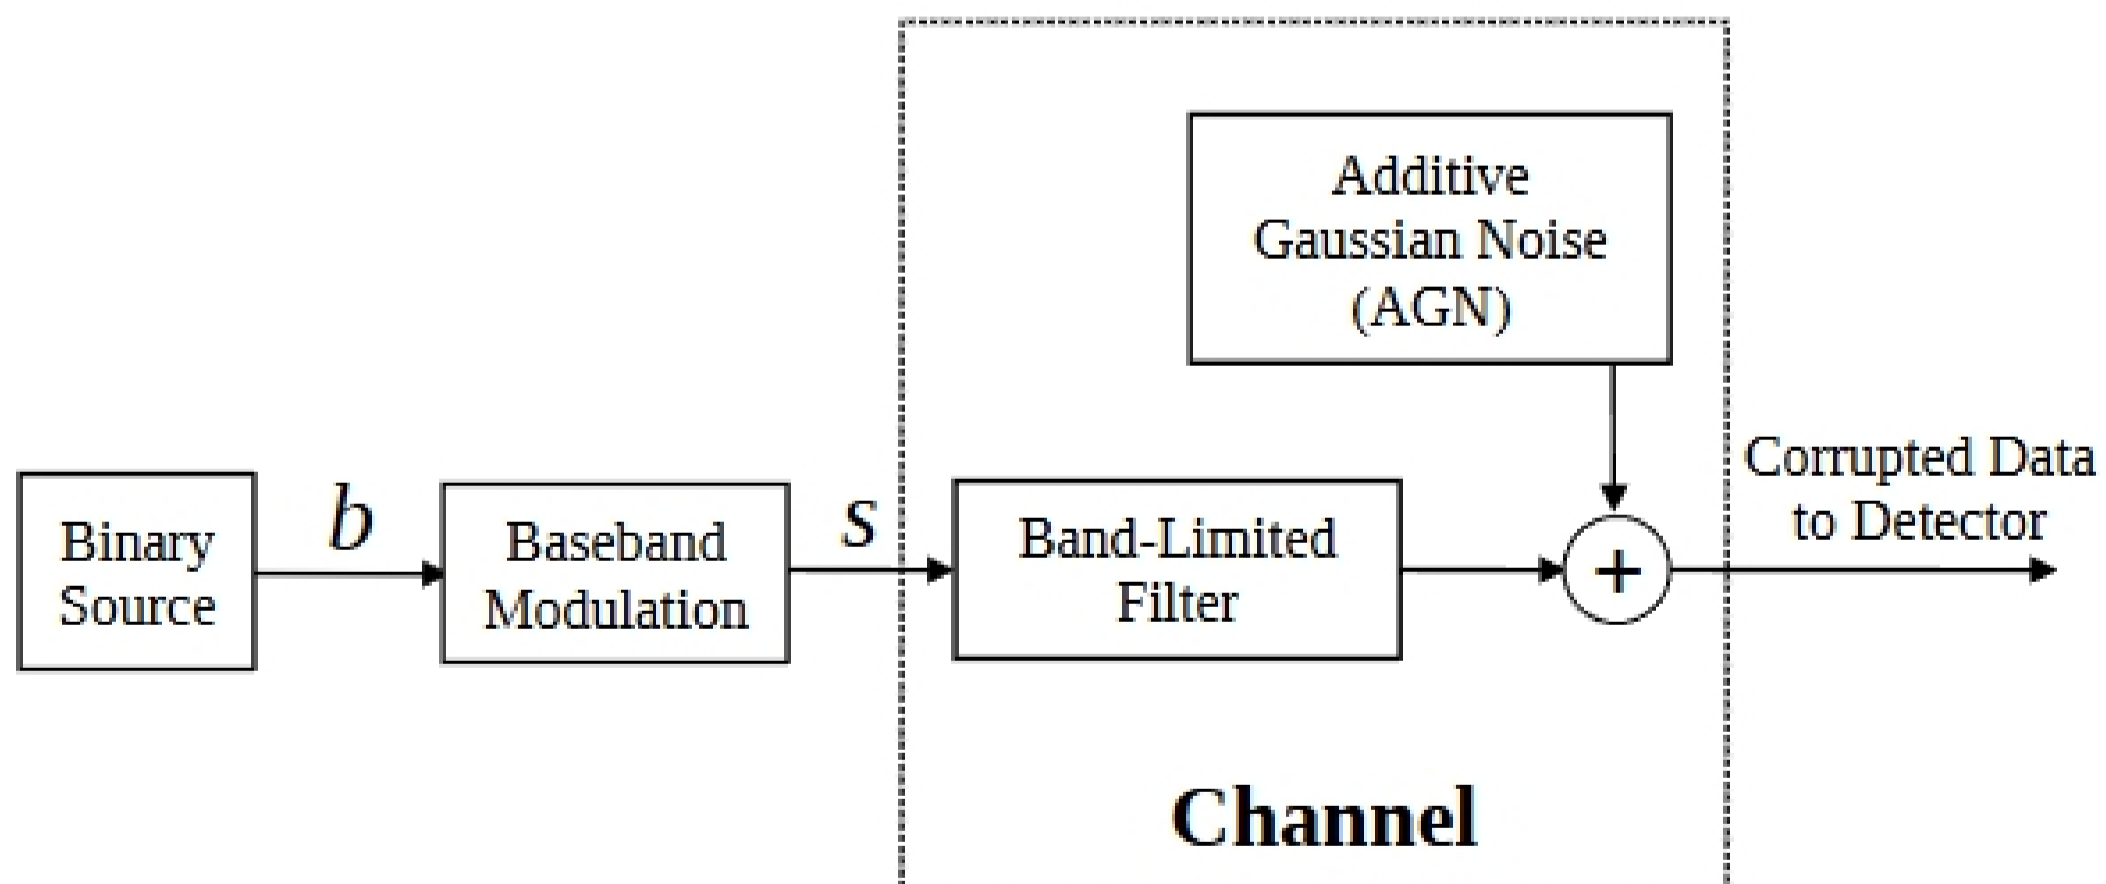 Additive
Gaussian Noise
(AGN)
Corrupted Data
to Detector
Binary
Source
b
Baseband
Modulation
s
Band-Limited
Filter
+
Channel